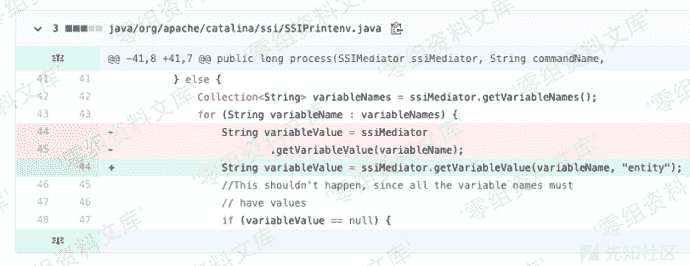 3 java/org/apache/catalina/ssi/SSIPrintenv.java
@@ -41,8 +41,7 @@ public long process(SSIMediator ssiMediator, String commandName,
41 41 } else {
42 42 Collection<String> variableNames = ssiMediator.getVariableNames();
43 43 for (String variableName : variableNames) {
44 - String variableValue = ssiMediator
45 - .getVariableValue(variableName);
44 + String variableValue = ssiMediator.getVariableValue(variableName, "entity");
46 45 //This shouldn't happen, since all the variable names must
47 46 // have values
48 47 if (variableValue == null) {
'零组资料文库'
先知社区